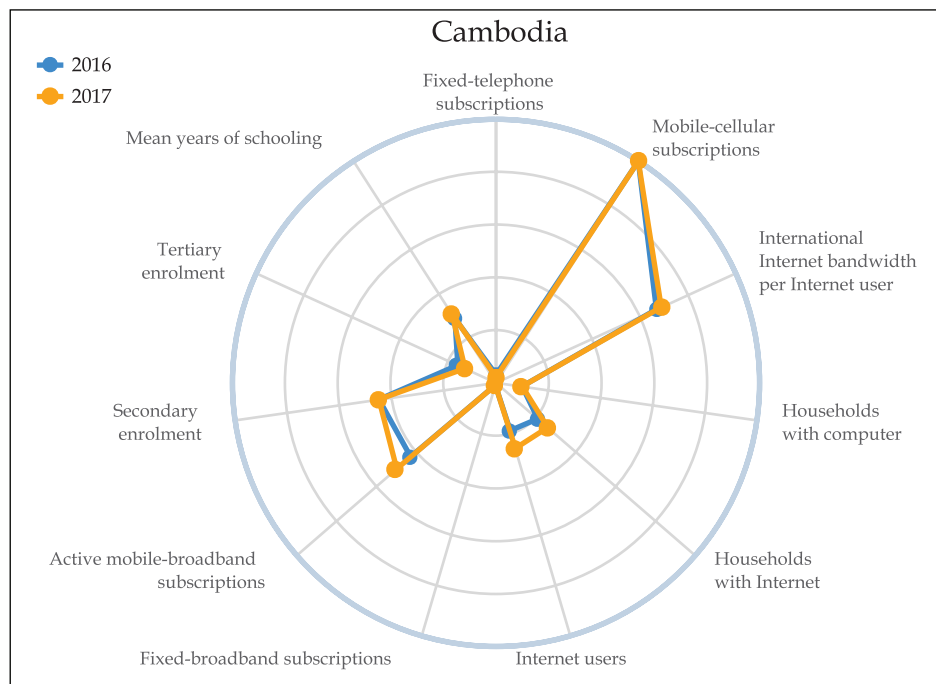 Cambodia
2016
2017
Fixed-telephone
subscriptions
Mobile-cellular
subscriptions
International
Internet bandwidth
per Internet user
Households
with computer
Households
with Internet
Internet users
Fixed-broadband subscriptions
Active mobile-broadband
subscriptions
Secondary
enrolment
Tertiary
enrolment
Mean years of schooling